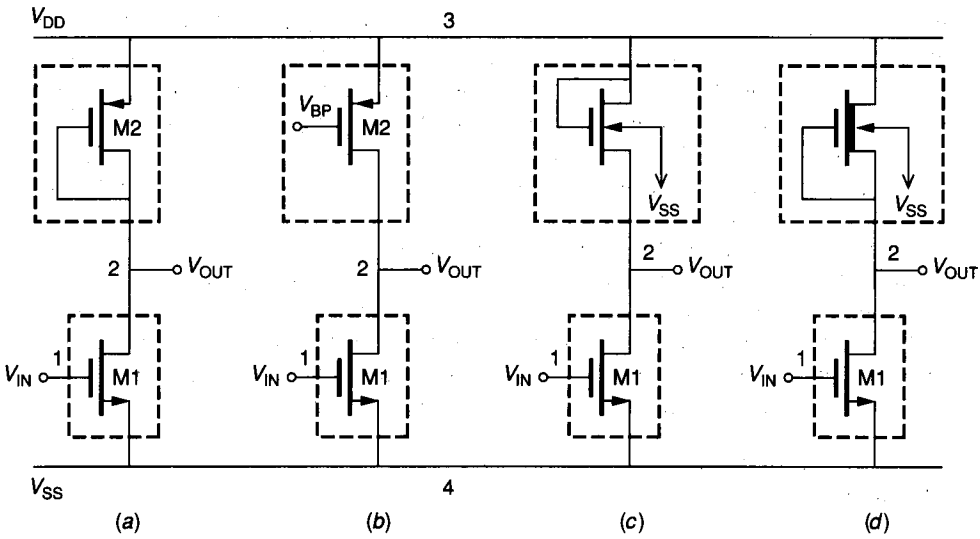 V_DD 3
M2 V_BP M2
V_SS V_SS
2 V_OUT 2 V_OUT 2 V_OUT 2 V_OUT
V_IN 1 M1 V_IN 1 M1 V_IN 1 M1 V_IN 1 M1
V_SS 4
(a) (b) (c) (d)